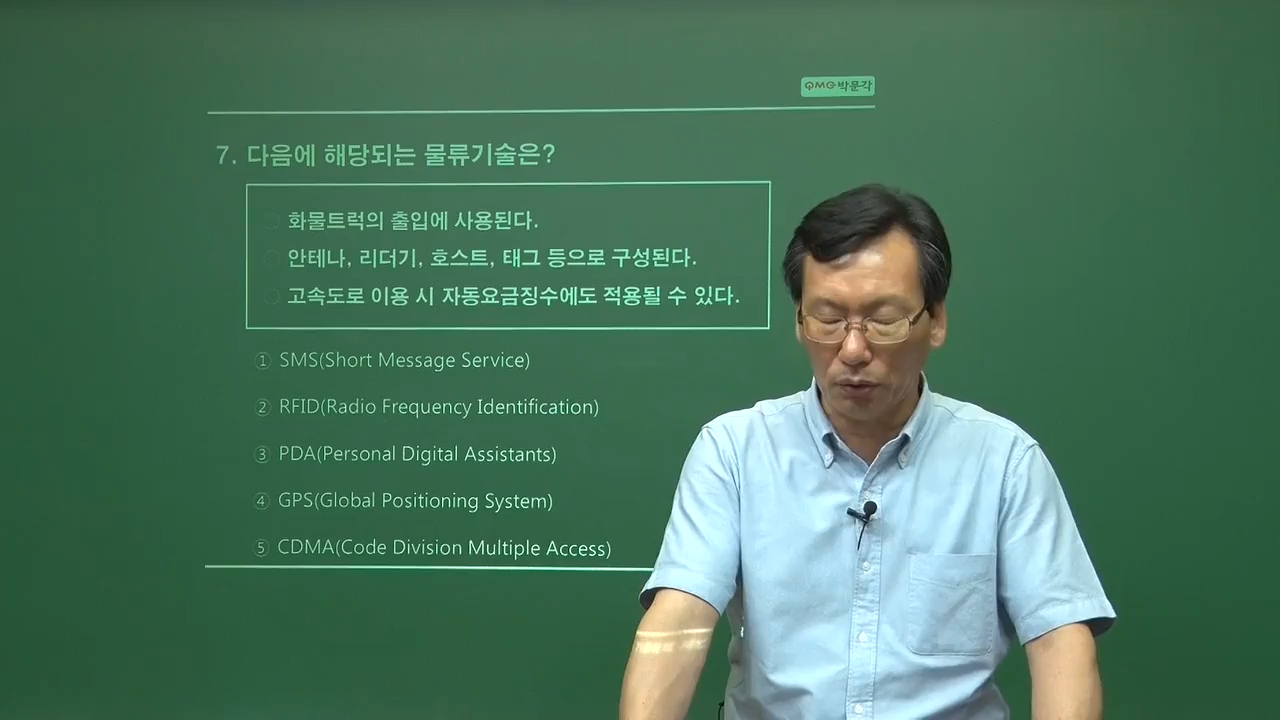 PMG 박문각
7. 다음에 해당되는 물류기술은?
○ 화물트럭의 출입에 사용된다.
○ 안테나, 리더기, 호스트, 태그 등으로 구성된다.
○ 고속도로 이용 시 자동요금징수에도 적용될 수 있다.
① SMS(Short Message Service)
② RFID(Radio Frequency Identification)
③ PDA(Personal Digital Assistants)
④ GPS(Global Positioning System)
⑤ CDMA(Code Division Multiple Access)